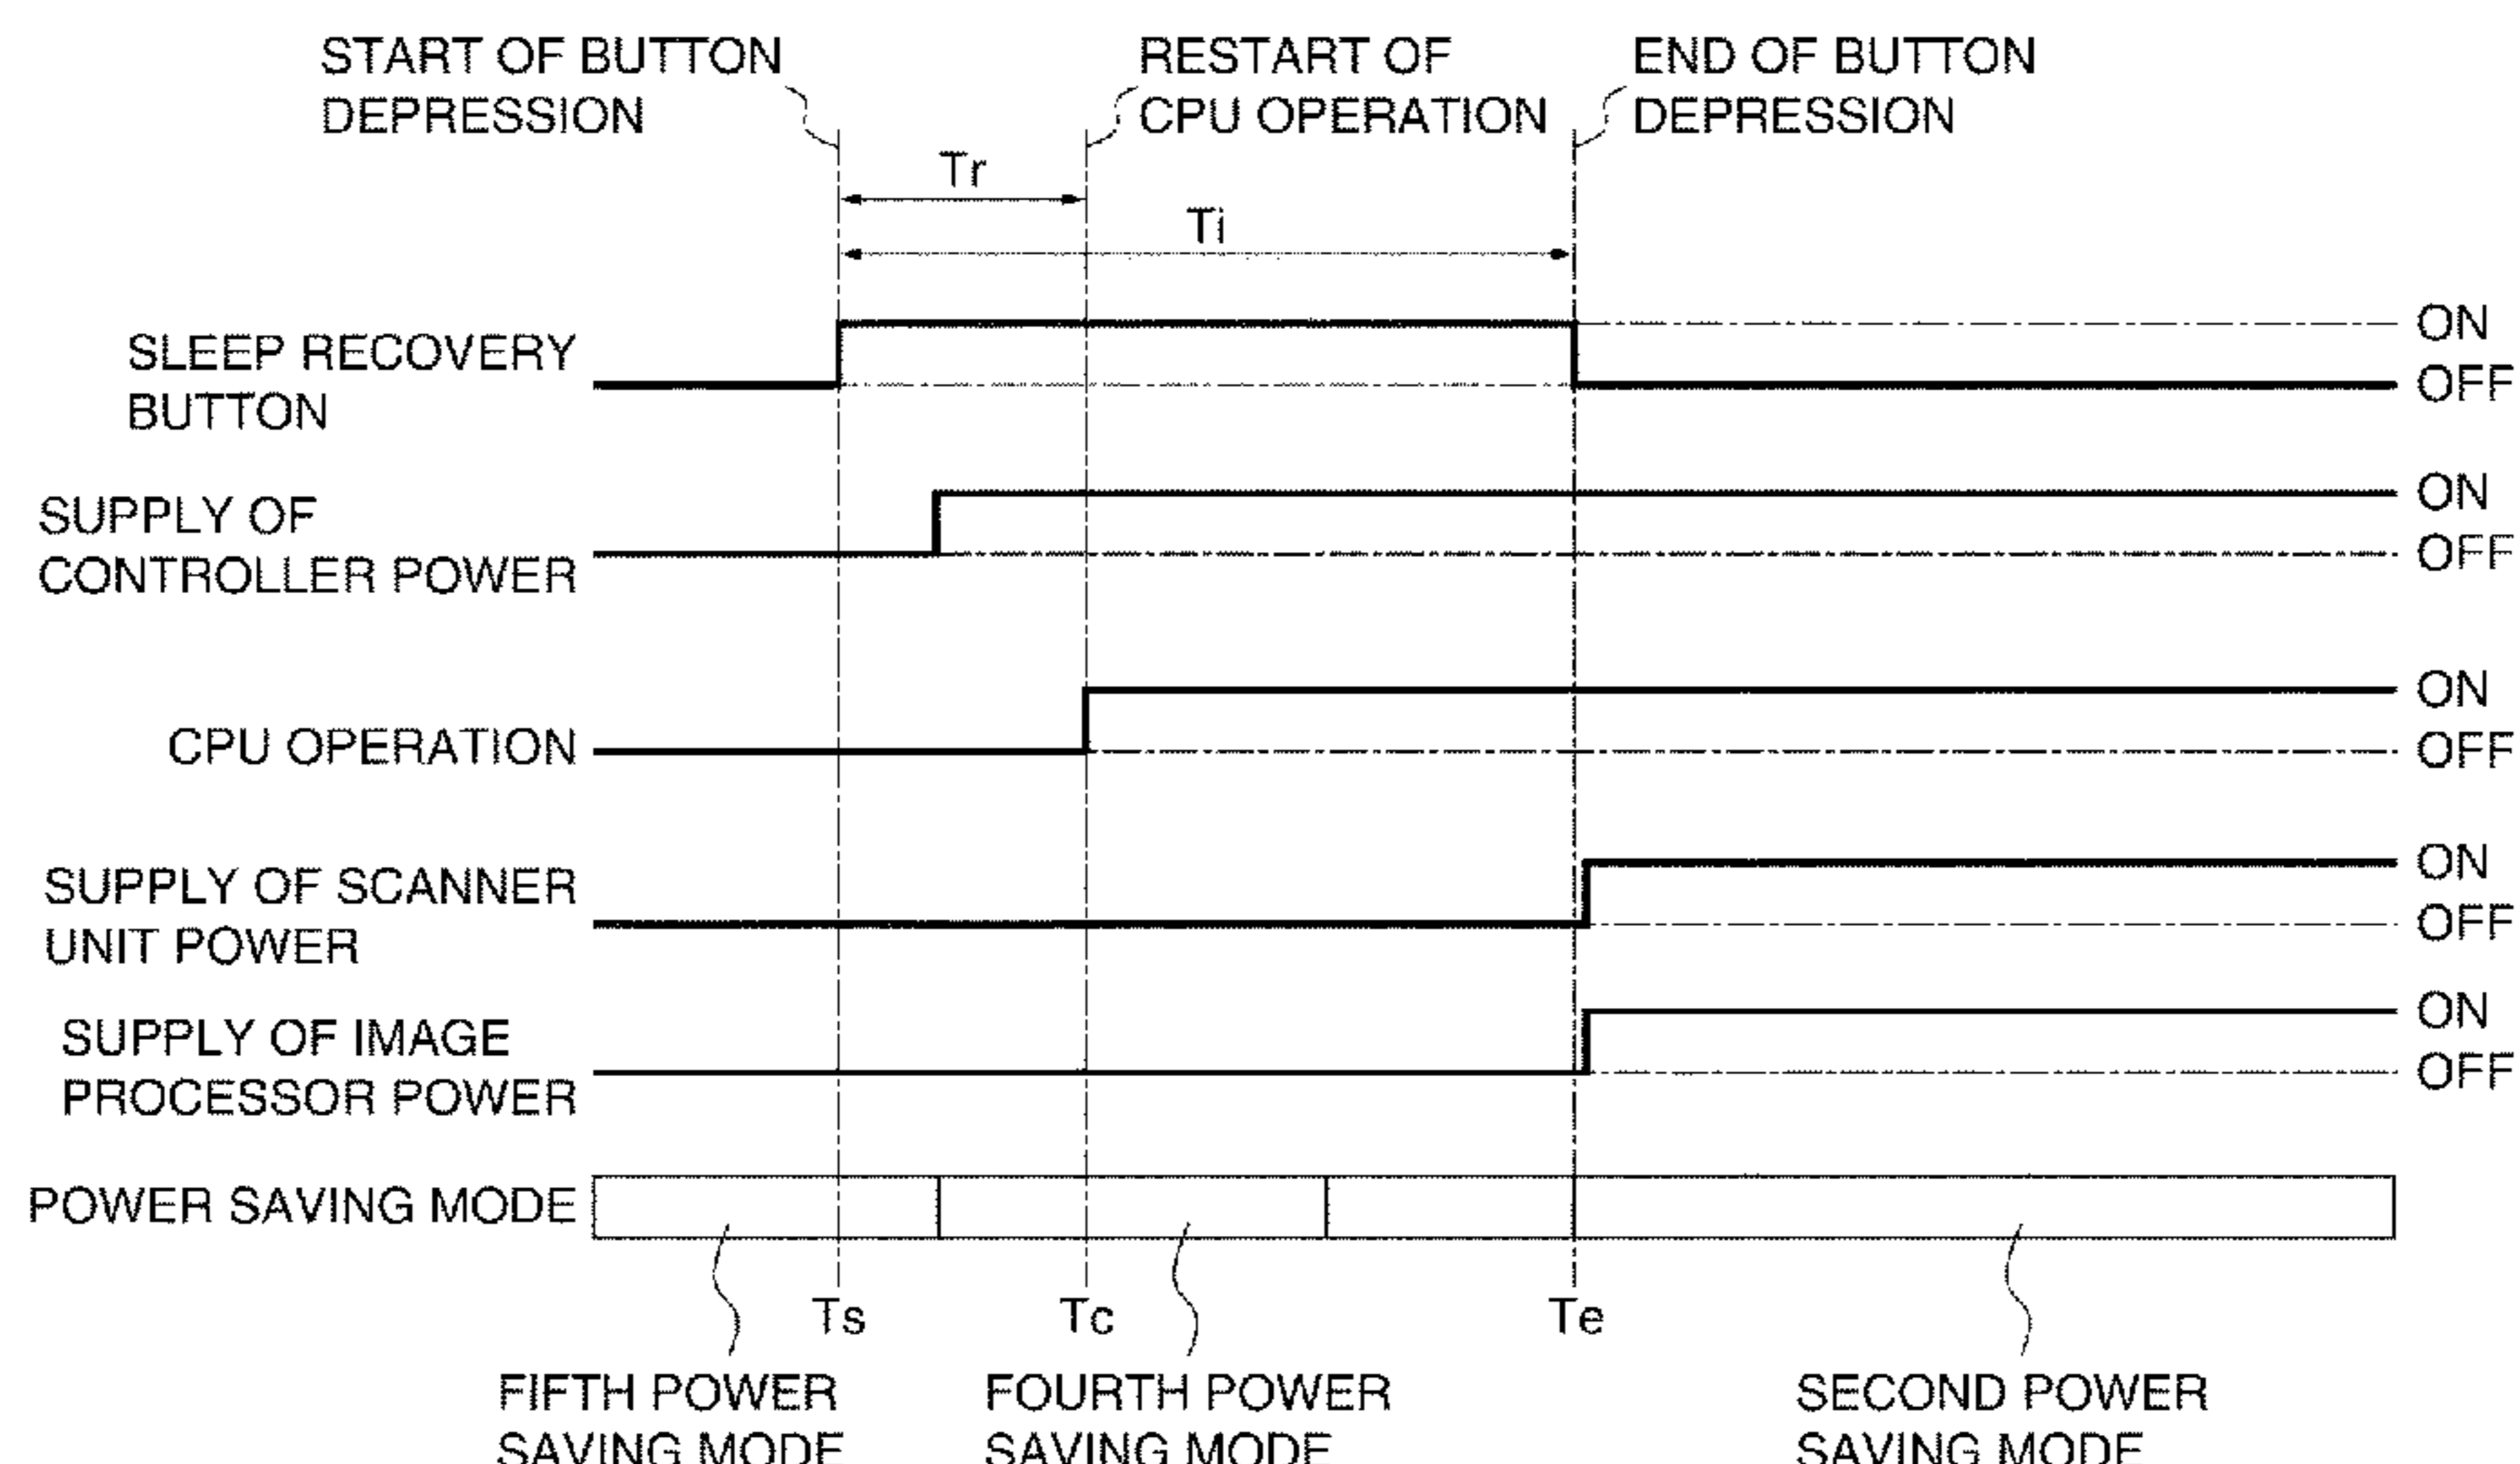 START OF BUTTON
DEPRESSION
RESTART OF
CPU OPERATION
END OF BUTTON
DEPRESSION
Tr
Ti
SLEEP RECOVERY
BUTTON
ON
OFF
SUPPLY OF
CONTROLLER POWER
ON
OFF
CPU OPERATION
ON
OFF
SUPPLY OF SCANNER
UNIT POWER
ON
OFF
SUPPLY OF IMAGE
PROCESSOR POWER
ON
OFF
POWER SAVING MODE
Ts
Tc
Te
FIFTH POWER
SAVING MODE
FOURTH POWER
SAVING MODE
SECOND POWER
SAVING MODE